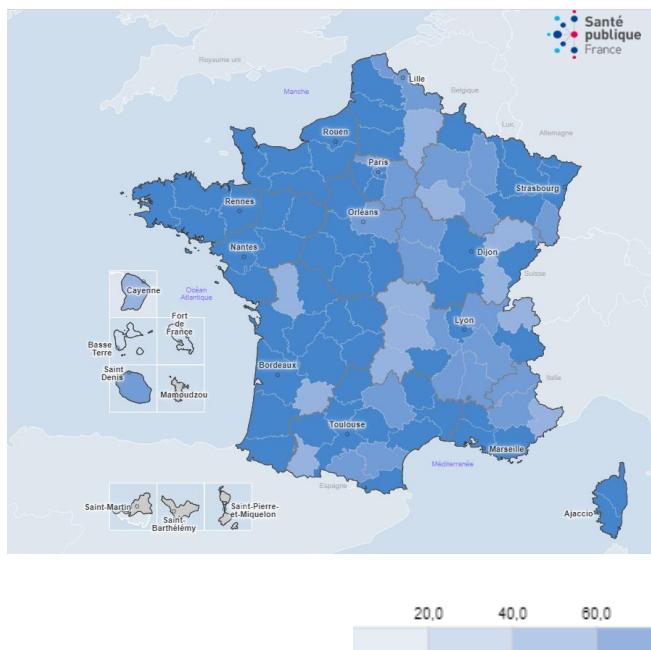 Santé
publique
France
Royaume uni
Lille
Belgique
Manche
Lux.
Allemagne
Rouen
Paris
Strasbourg
Rennes
Orléans
Nantes
Dijon
Suisse
Cayenne
Océan
Atlantique
Fort
de
France
Lyon
Basse
Terre
Saint
Denis
Bordeaux
Italie
Mamoudzou
Toulouse
Marseille
Méditerranée
Espagne
Saint-Martin
Saint-
Barthélémy
Saint-Pierre-
et-Miquelon
Ajaccio
20,0 40,0 60,0